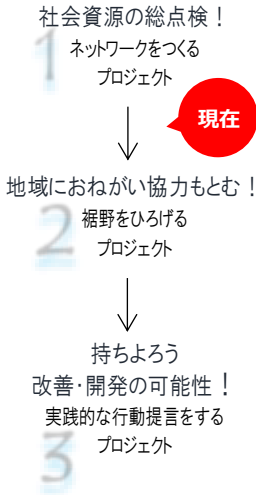 社会資源の総点検！
1 ネットワークをつくる
プロジェクト
現在
地域におねがい協力もとむ！
2 裾野をひろげる
プロジェクト
持ちよろう
改善・開発の可能性！
実践的な行動提言をする
3 プロジェクト